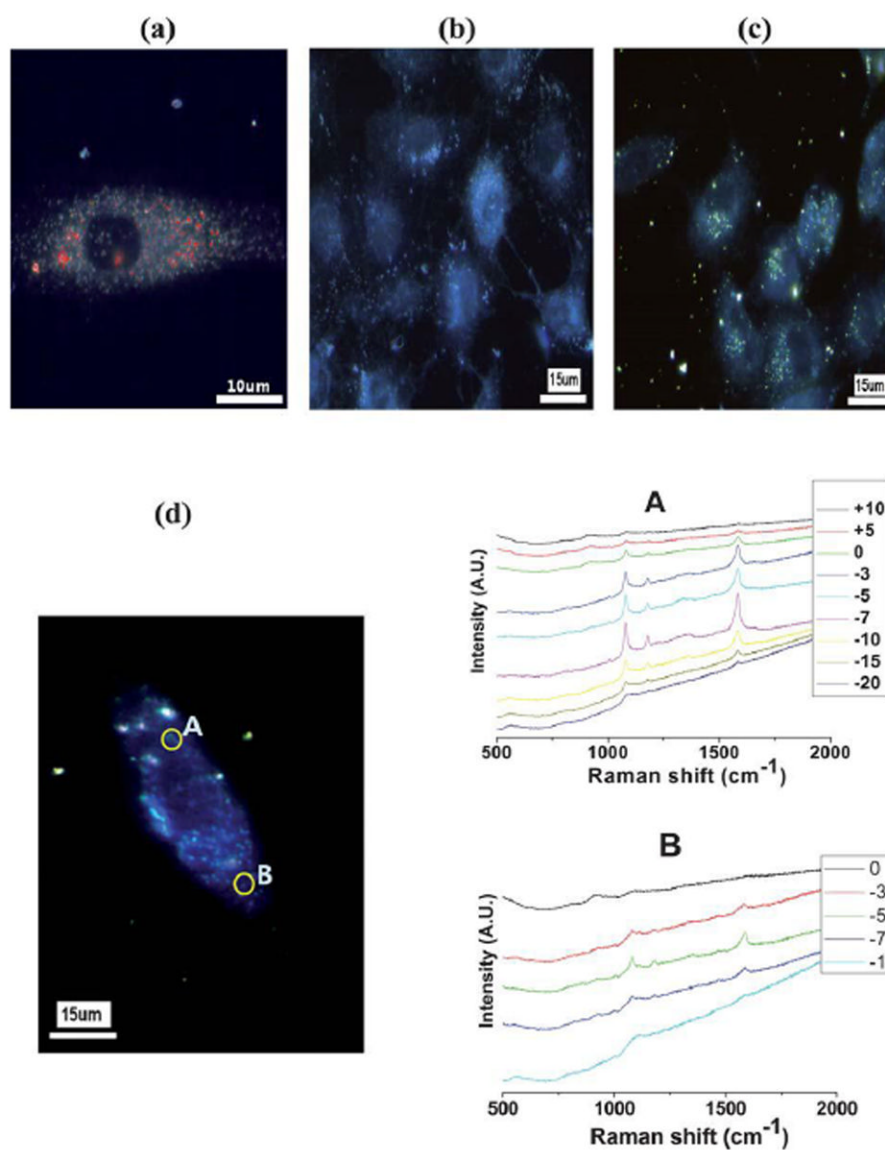 (a)
(b)
(c)
10um
15um
15um
(d)
A
B
15um
A
Intensity (A.U.)
+10
+5
0
-3
-5
-7
-10
-15
-20
500
1000
1500
2000
Raman shift (cm-1)
B
Intensity (A.U.)
0
-3
-5
-7
-1
500
1000
1500
2000
Raman shift (cm-1)